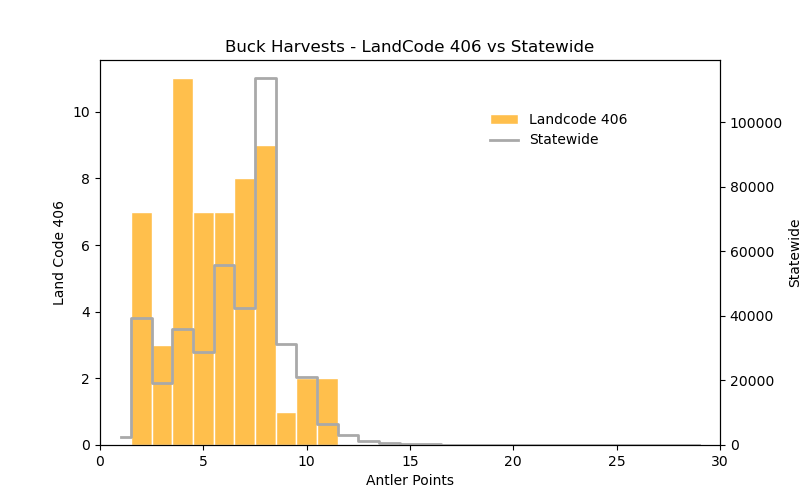 Buck Harvests - LandCode 406 vs Statewide
Landcode 406
Statewide
Land Code 406
10
8
6
4
2
0
100000
80000
60000
40000
20000
0
Statewide
0 5 10 15 20 25 30
Antler Points